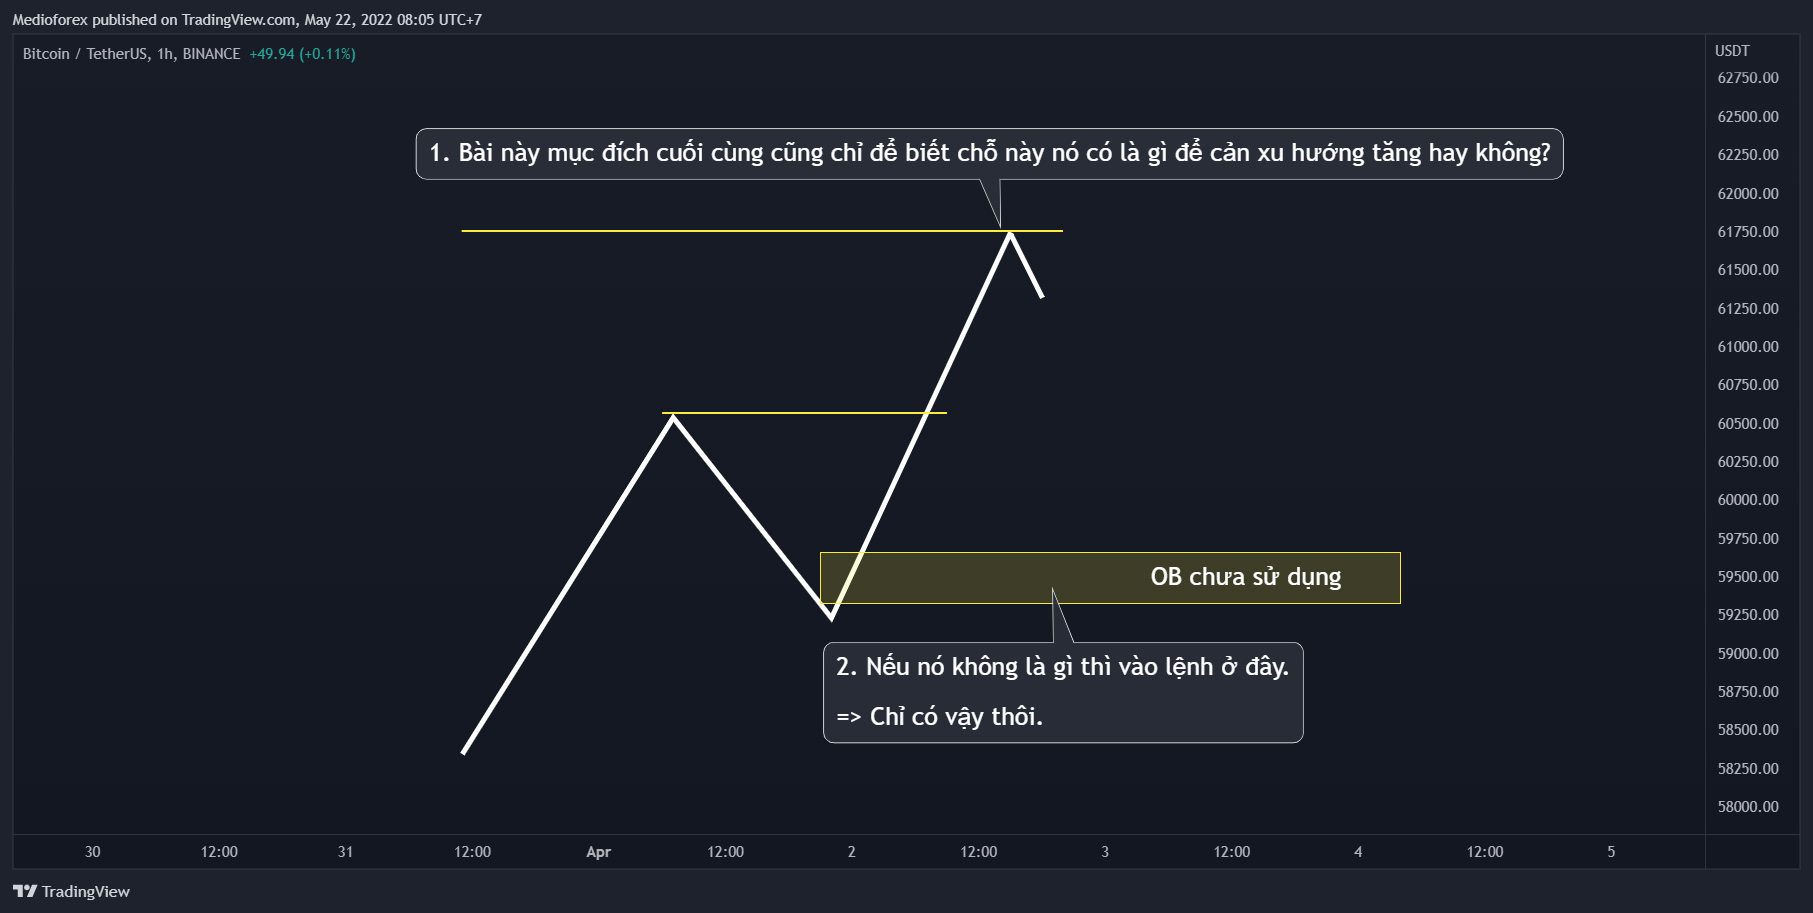 Medioforex published on TradingView.com, May 22, 2022 08:05 UTC+7
Bitcoin / TetherUS, 1h, BINANCE +49.94 (+0.11%)
USDT
62750.00
62500.00
1. Bài này mục đích cuối cùng cũng chỉ để biết chỗ này nó có là gì để cản xu hướng tăng hay không?
62250.00
62000.00
61750.00
61500.00
61250.00
61000.00
60750.00
60500.00
60250.00
60000.00
59750.00
OB chưa sử dụng
59500.00
59250.00
2. Nếu nó không là gì thì vào lệnh ở đây.
=> Chỉ có vậy thôi.
59000.00
58750.00
58500.00
58250.00
58000.00
30 12:00 31 12:00 Apr 12:00 2 12:00 3 12:00 4 12:00 5
TradingView